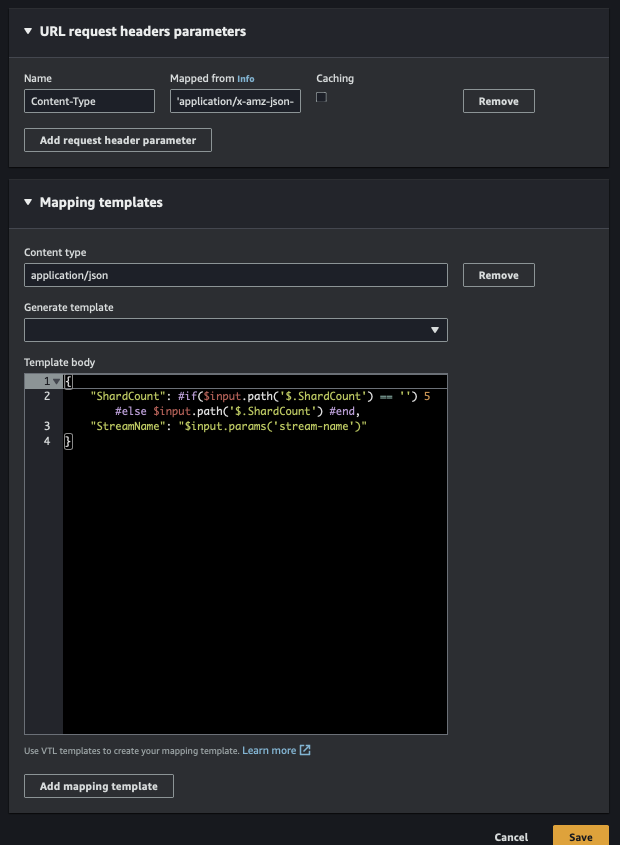 URL request headers parameters
Name
Mapped from Info
Caching
Content-Type
'application/x-amz-json-
Remove
Add request header parameter
Mapping templates
Content type
application/json
Remove
Generate template
Template body
1 {
2 "ShardCount": #if($input.path('$.ShardCount') == '') 5
#else $input.path('$.ShardCount') #end,
3 "StreamName": "$input.params('stream-name')"
4 }
Use VTL templates to create your mapping template. Learn more
Add mapping template
Cancel
Save